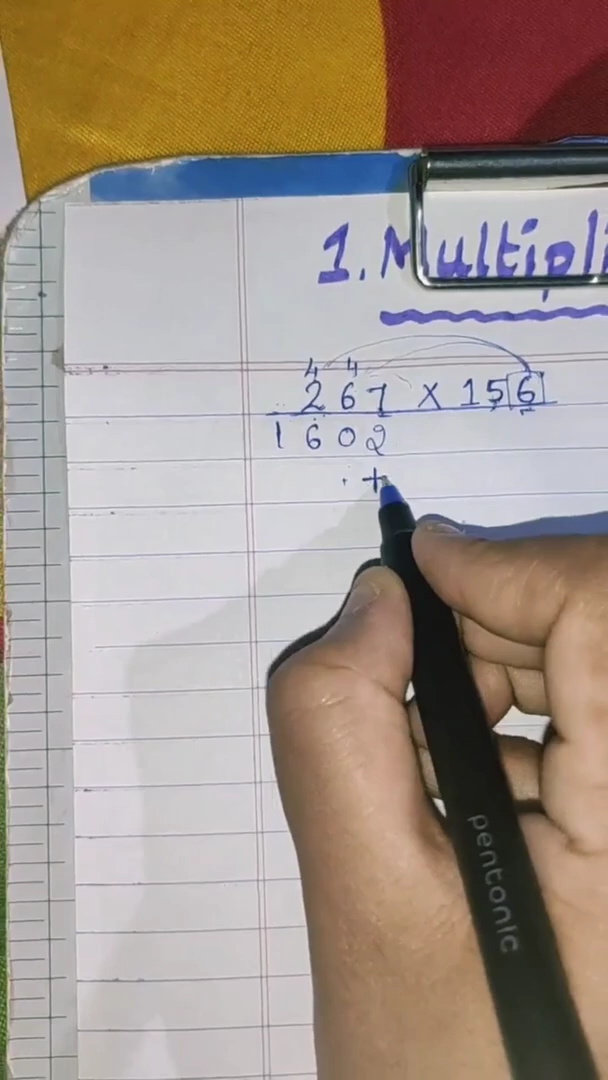 1. Multipli
4 4
267 × 156
1602
+
pentonic